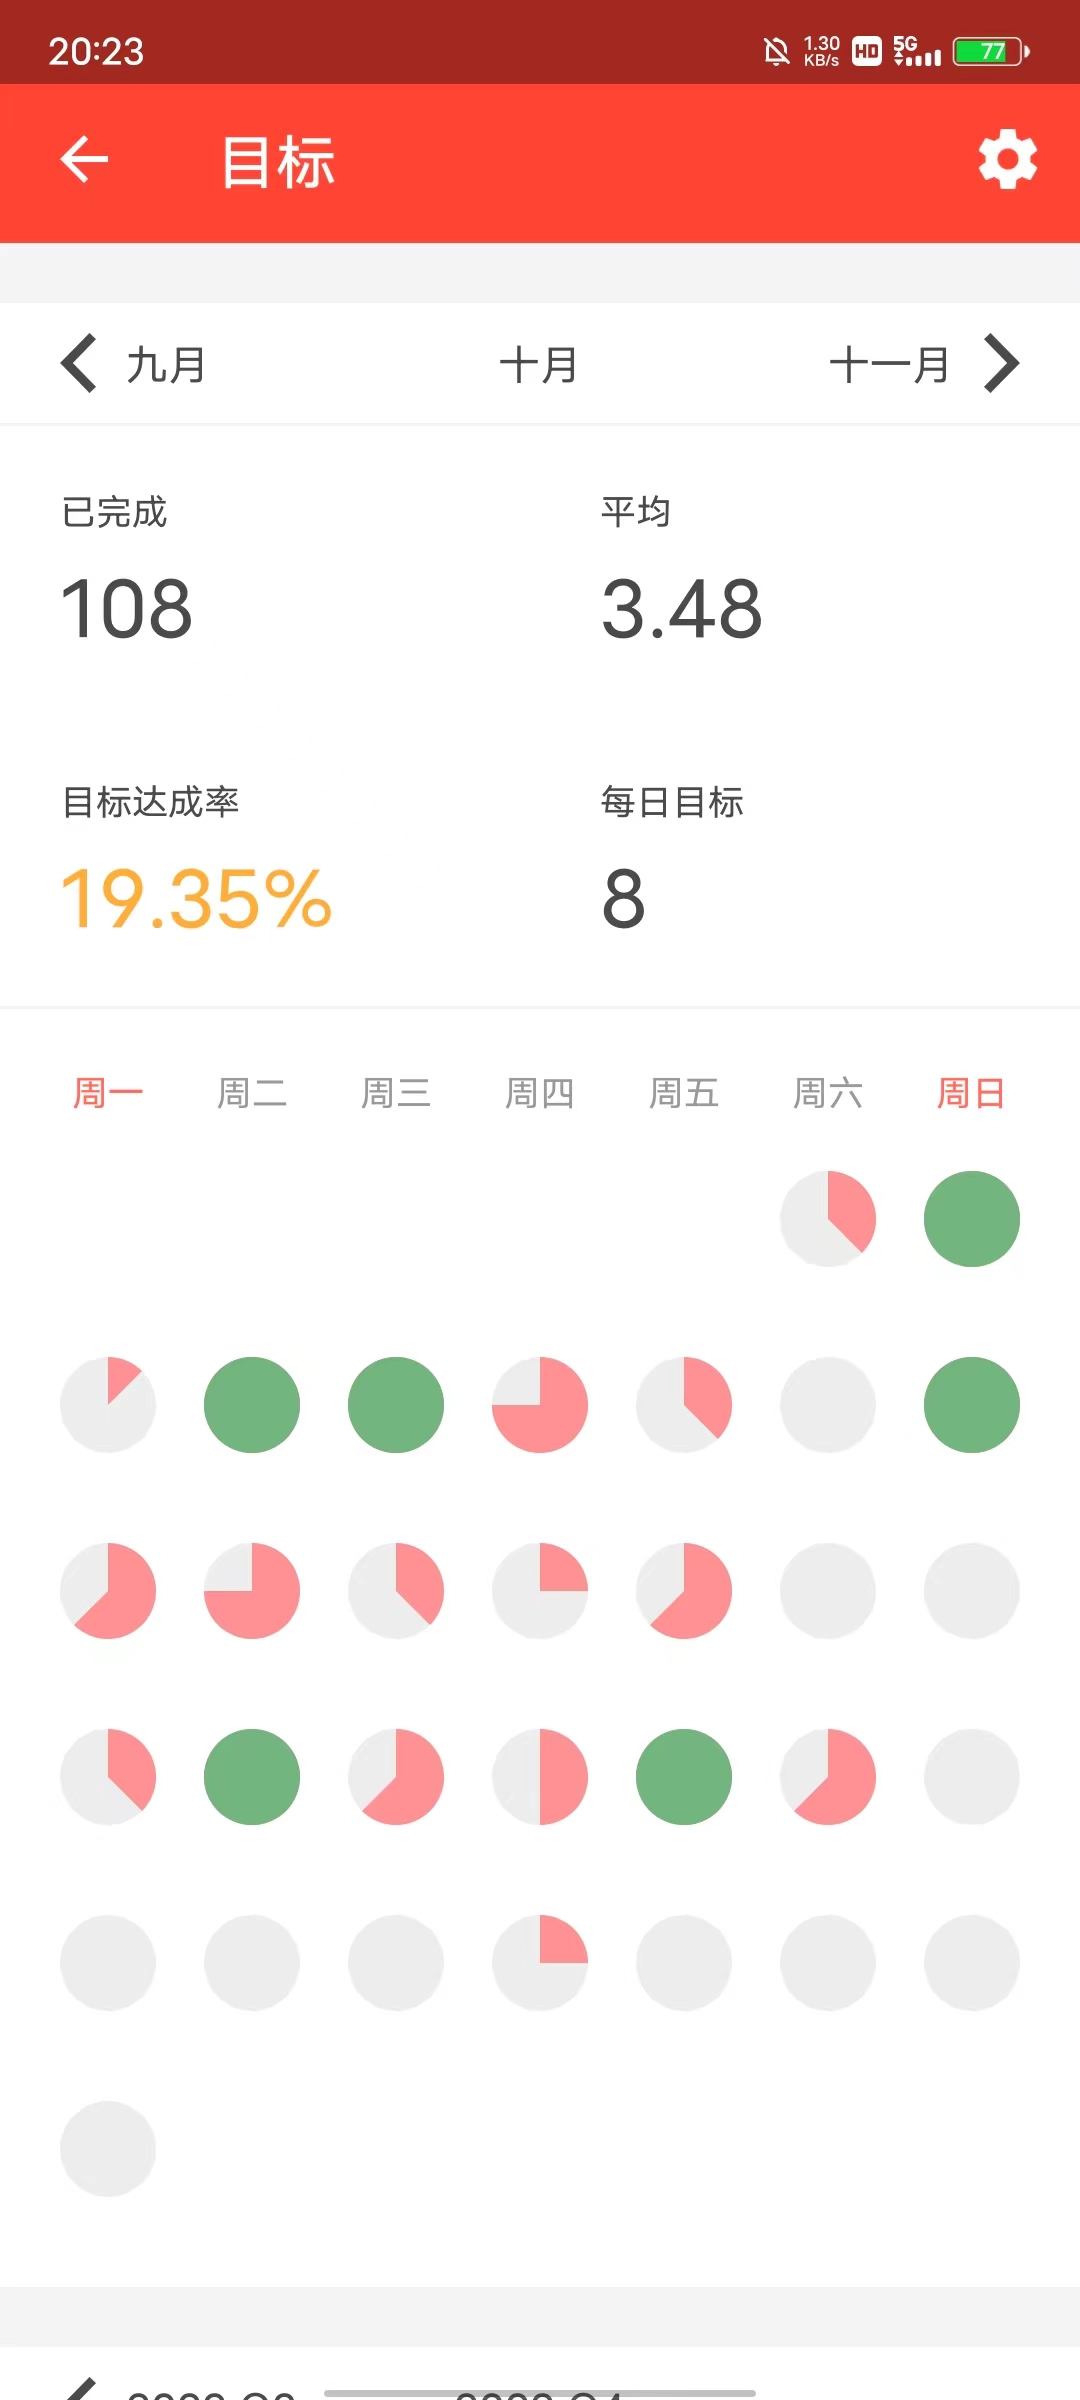 20:23
1.30 KB/s HD 5G 77
目标
九月 十月 十一月
已完成 平均
108 3.48
目标达成率 每日目标
19.35% 8
周一 周二 周三 周四 周五 周六 周日